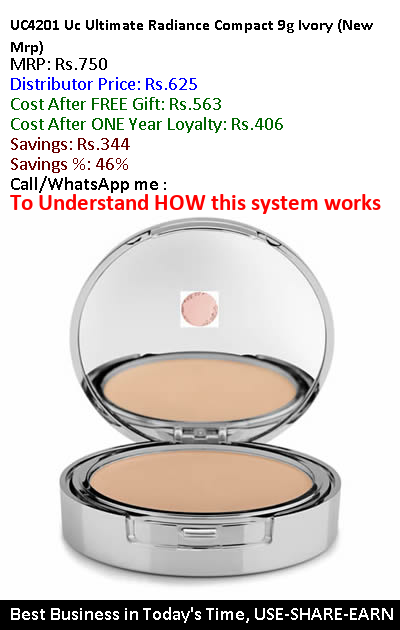 UC4201 Uc Ultimate Radiance Compact 9g Ivory (New
Mrp)
MRP: Rs.750
Distributor Price: Rs.625
Cost After FREE Gift: Rs.563
Cost After ONE Year Loyalty: Rs.406
Savings: Rs.344
Savings %: 46%
Call/WhatsApp me :
To Understand HOW this system works
Best Business in Today's Time, USE-SHARE-EARN